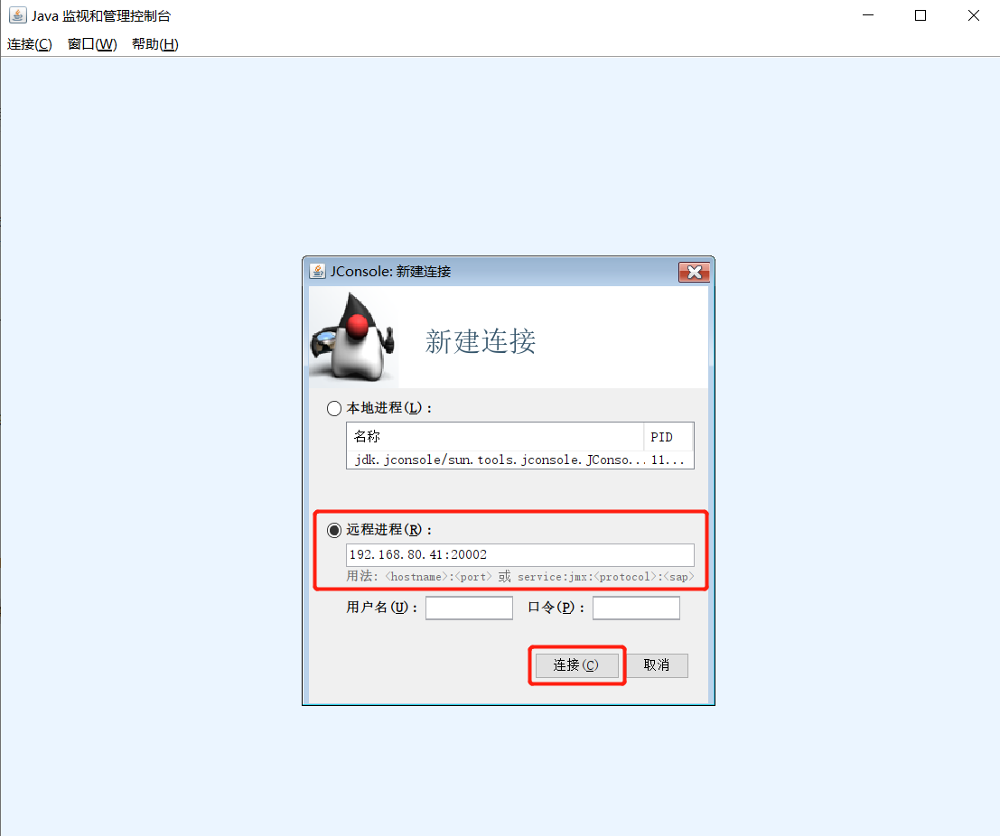 Java 监视和管理控制台
连接(C) 窗口(W) 帮助(H)
JConsole: 新建连接
新建连接
本地进程(L)：
名称 PID
jdk.jconsole/sun.tools.jconsole.JConso... 11...
远程进程(R)：
192.168.80.41:20002
用法: <hostname>:<port> 或 service:jmx:<protocol>:<sap>
用户名(U)： 口令(P)：
连接(C) 取消